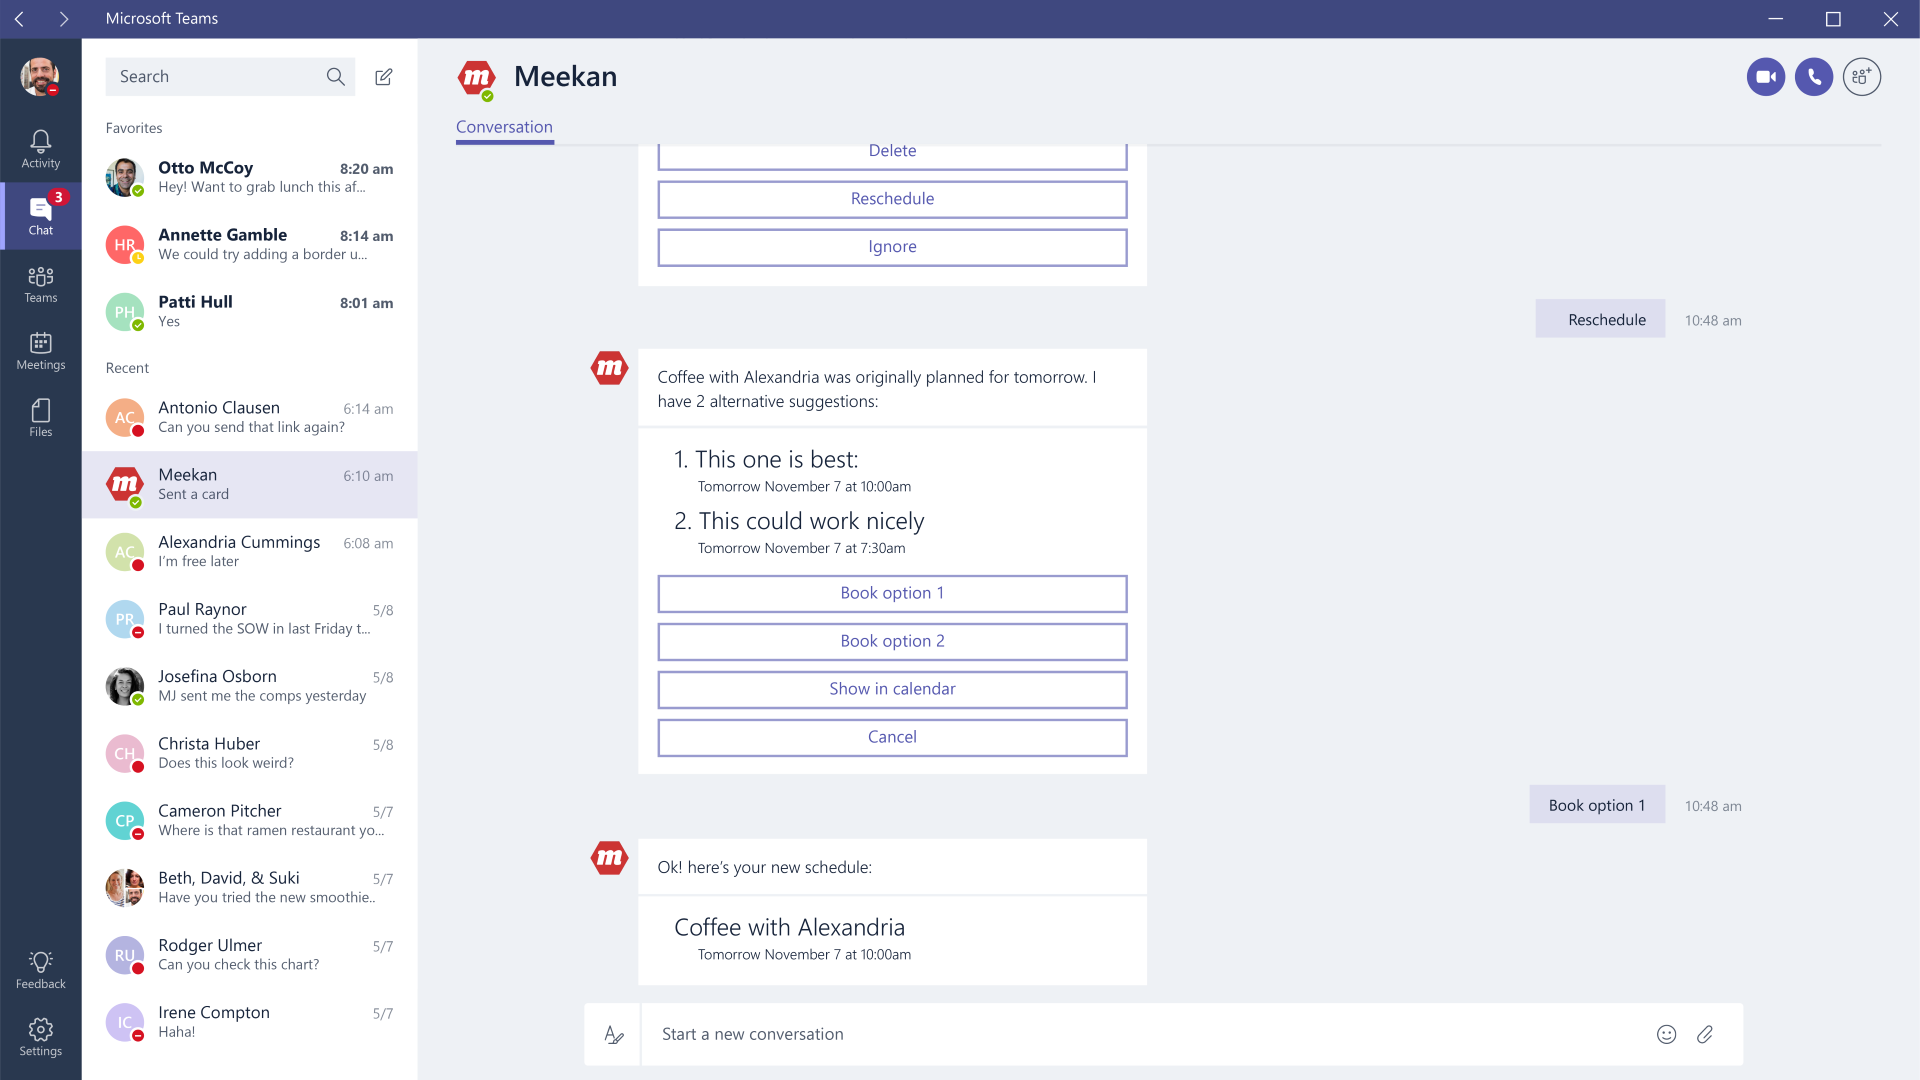 Microsoft Teams
Search
Favorites
Otto McCoy 8:20 am
Hey! Want to grab lunch this af...
HR
Annette Gamble 8:14 am
We could try adding a border u...
PH
Patti Hull 8:01 am
Yes
Recent
AC
Antonio Clausen 6:14 am
Can you send that link again?
m
Meekan 6:10 am
Sent a card
AC
Alexandria Cummings 6:08 am
I'm free later
PR
Paul Raynor 5/8
I turned the SOW in last Friday t...
Josefina Osborn 5/8
MJ sent me the comps yesterday
CH
Christa Huber 5/8
Does this look weird?
CP
Cameron Pitcher 5/7
Where is that ramen restaurant yo...
Beth, David, & Suki 5/7
Have you tried the new smoothie..
RU
Rodger Ulmer 5/7
Can you check this chart?
IC
Irene Compton 5/7
Haha!
Activity
3
Chat
Teams
Meetings
Files
Feedback
Settings
m
Meekan
Conversation
Delete
Reschedule
Ignore
Reschedule 10:48 am
m
Coffee with Alexandria was originally planned for tomorrow. I
have 2 alternative suggestions:
1. This one is best:
Tomorrow November 7 at 10:00am
2. This could work nicely
Tomorrow November 7 at 7:30am
Book option 1
Book option 2
Show in calendar
Cancel
Book option 1 10:48 am
m
Ok! here's your new schedule:
Coffee with Alexandria
Tomorrow November 7 at 10:00am
Start a new conversation